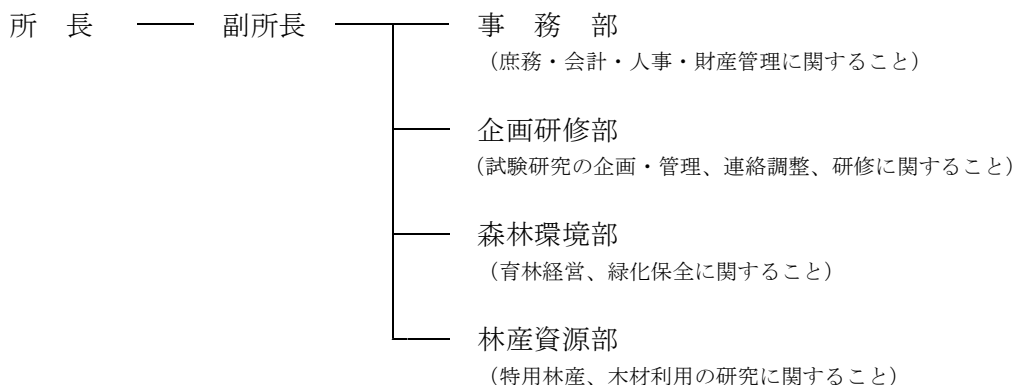 所　長　副所長　事　務　部
（庶務・会計・人事・財産管理に関すること）
企画研修部
（試験研究の企画・管理、連絡調整、研修に関すること）
森林環境部
（育林経営、緑化保全に関すること）
林産資源部
（特用林産、木材利用の研究に関すること）